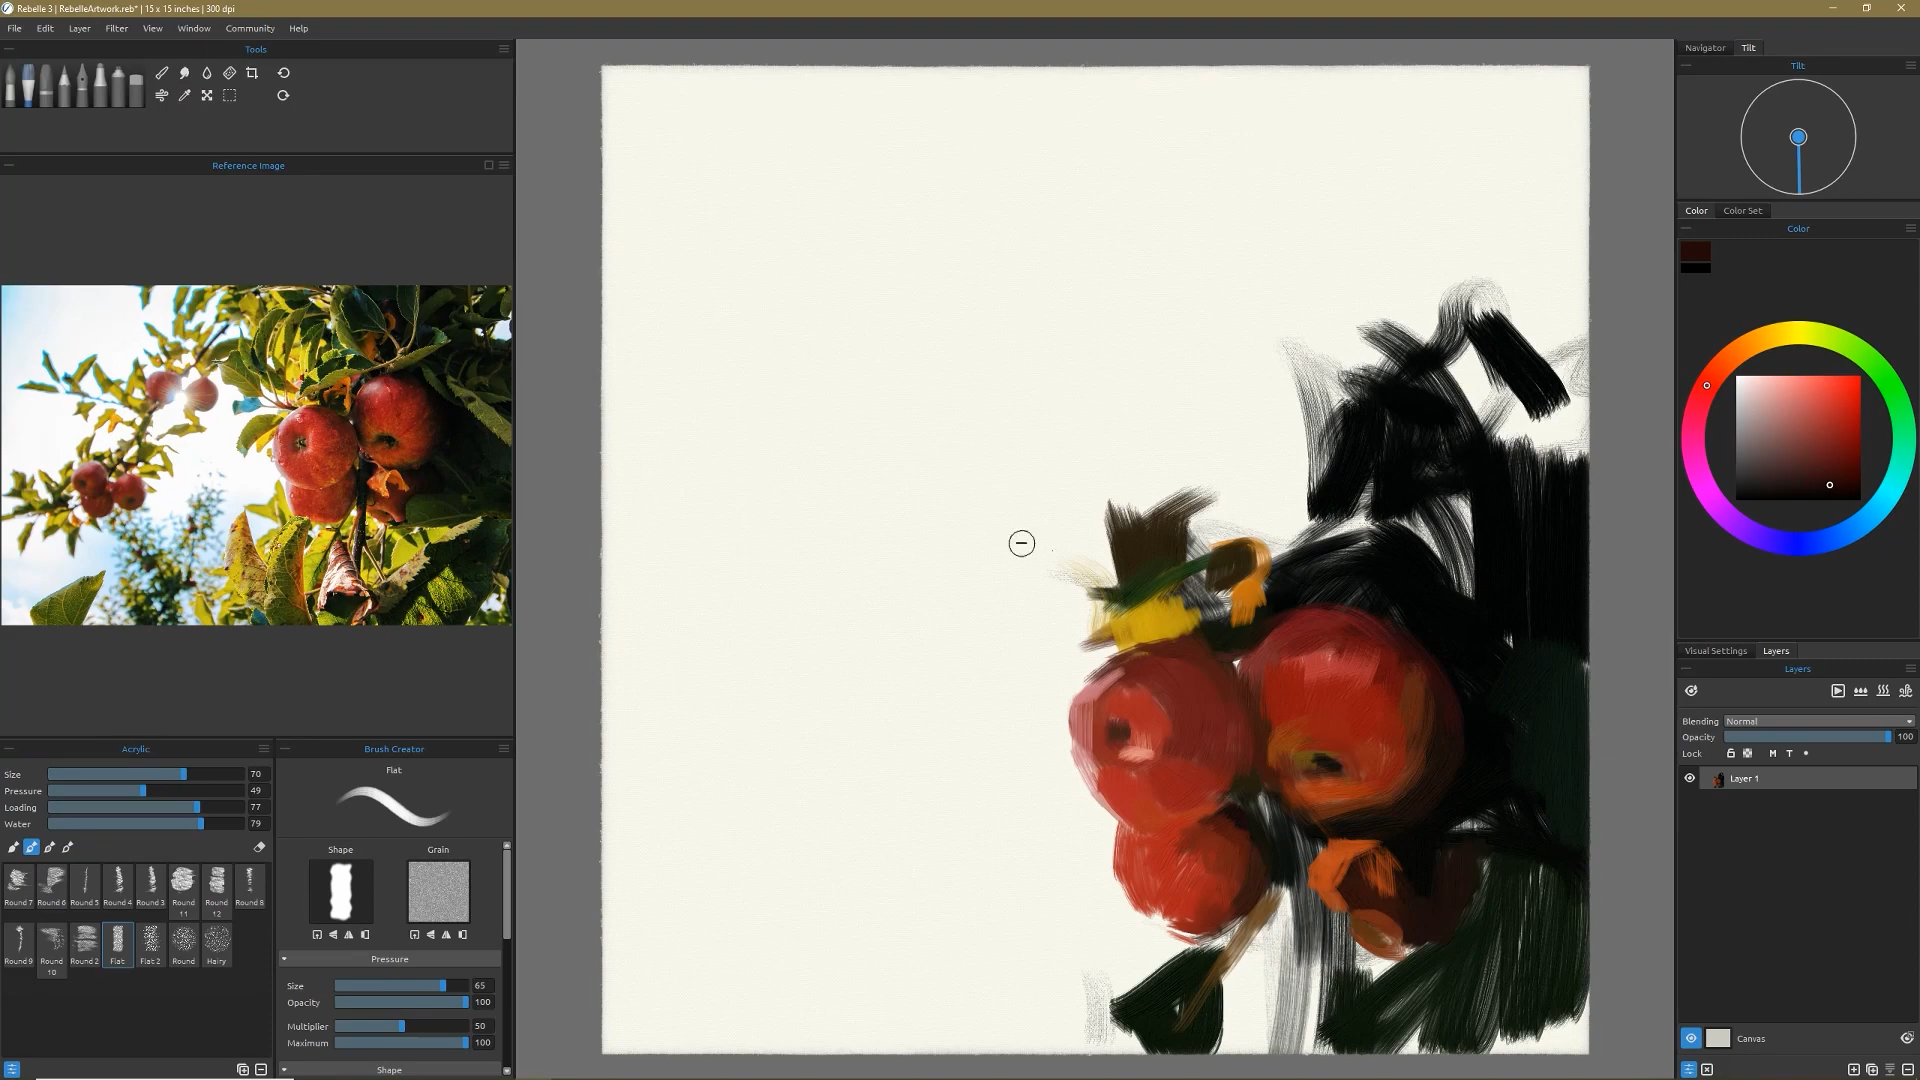 Rebelle 3 | RebelleArtwork.reb* | 15 x 15 inches | 300 dpi
File Edit Layer Filter View Window Community Help
Tools
Reference Image
Acrylic
Size 70
Pressure 49
Loading 77
Water 79
Round 7 Round 6 Round 5 Round 4 Round 3 Round 11 Round 12 Round 8
Round 9 Round 10 Round 2 Flat Flat 2 Round Hairy
Brush Creator
Flat
Shape Grain
Pressure
Size 65
Opacity 100
Multiplier 50
Maximum 100
Shape
Navigator Tilt
Tilt
Color Color Set
Color
Visual Settings Layers
Layers
Blending Normal
Opacity 100
Lock M T
Layer 1
Canvas